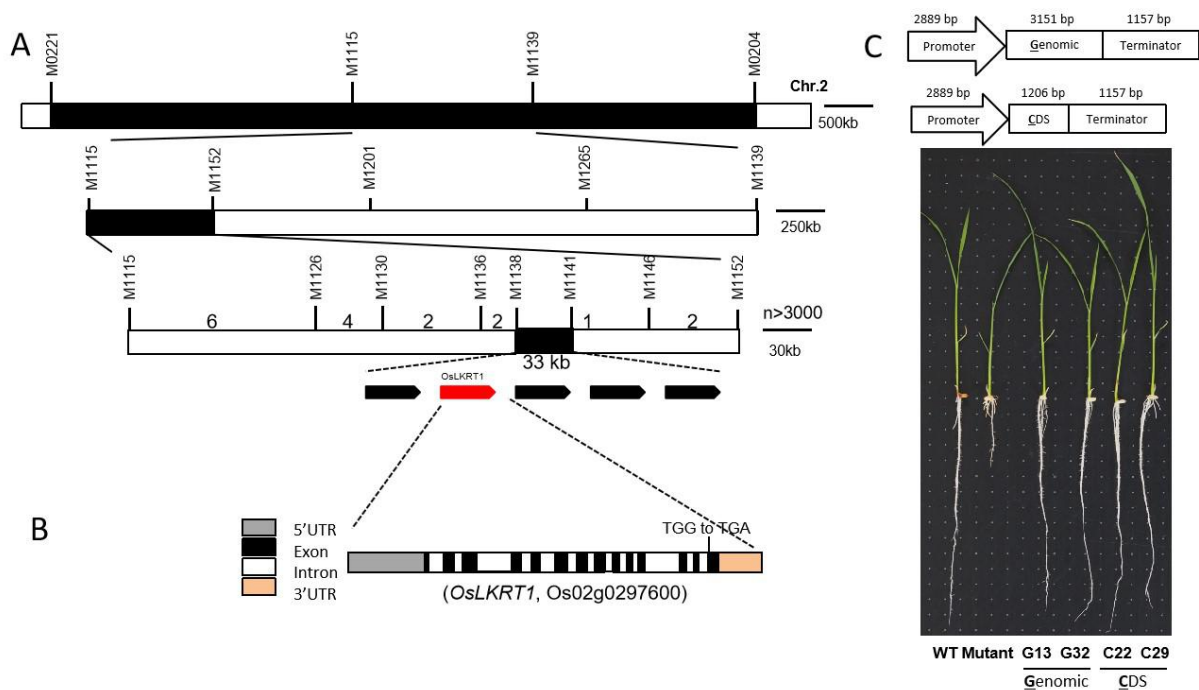 A
M0221
M1115
M1139
M0204
Chr.2
500kb
M1115
M1152
M1201
M1265
M1139
250kb
M1115
M1126
M1130
M1136
M1138
M1141
M1146
M1152
6
4
2
2
1
2
n>3000
33 kb
30kb
OsLKRT1
B
5'UTR
Exon
Intron
3'UTR
TGG to TGA
(OsLKRT1, Os02g0297600)
C
2889 bp 3151 bp 1157 bp
Promoter Genomic Terminator
2889 bp 1206 bp 1157 bp
Promoter CDS Terminator
WT Mutant G13 G32 C22 C29
Genomic CDS